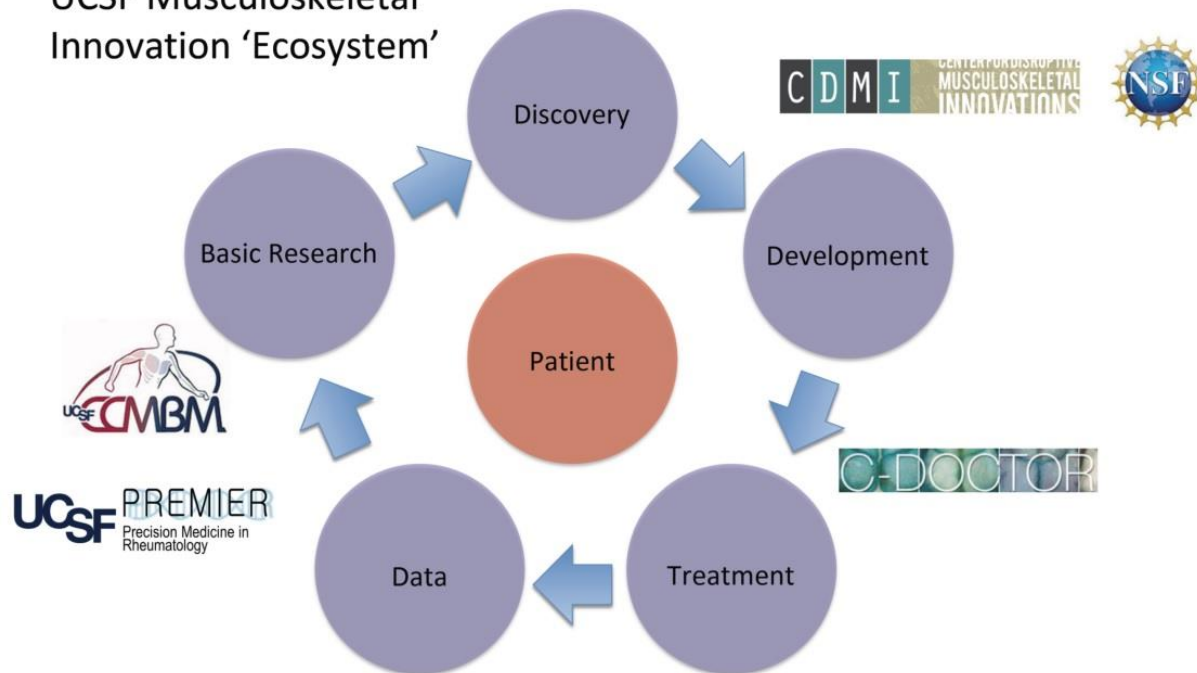 UCSF Musculoskeletal
Innovation ‘Ecosystem’
CDMI
CENTER FOR DISRUPTIVE
MUSCULOSKELETAL
INNOVATIONS
NSF
Discovery
Basic Research
Development
Patient
UCSF CCMBM
C-DOCTOR
UCSF PREMIER
Precision Medicine in
Rheumatology
Data
Treatment